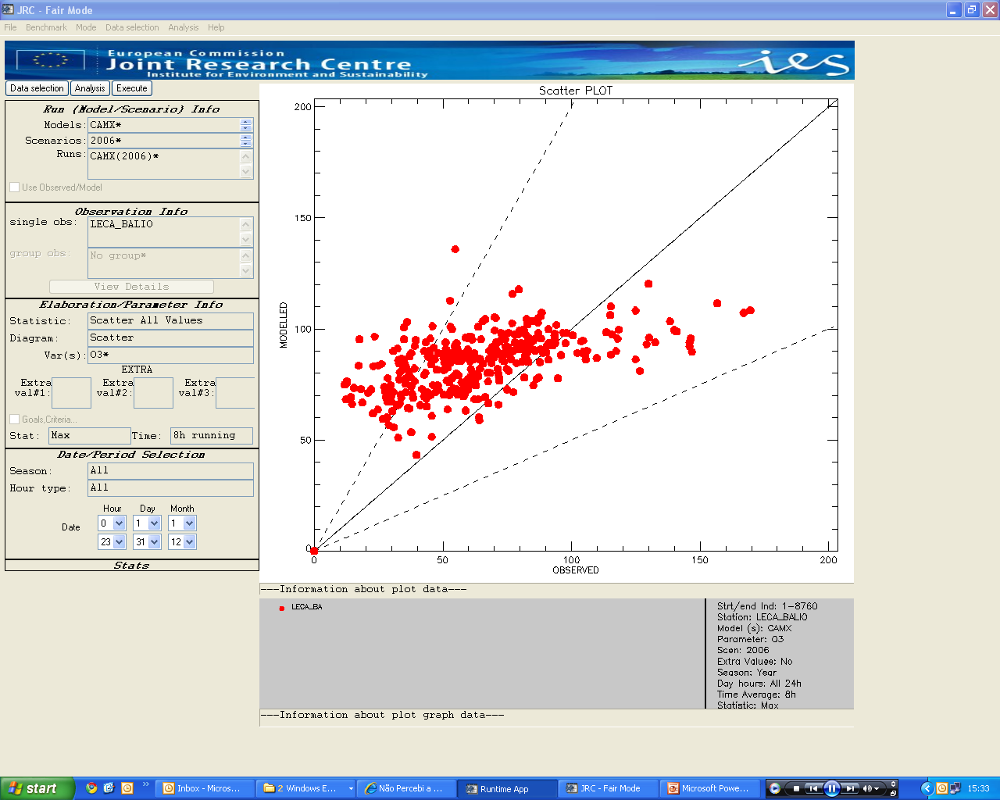 JRC - Fair Mode
File Benchmark Mode Data selection Analysis Help
European Commission
Joint Research Centre
Institute for Environment and Sustainability
ies
Data selection Analysis Execute
Run (Model/Scenario) Info
Models: CAMX*
Scenarios: 2006*
Runs: CAMX(2006)*
Use Observed/Model
Observation Info
single obs: LECA_BALIO
group obs: No group*
View Details
Elaboration/Parameter Info
Statistic: Scatter All Values
Diagram: Scatter
Var(s): O3*
EXTRA
Extra val#1: Extra val#2: Extra val#3:
Goals,Criteria...
Stat: Max Time: 8h running
Date/Period Selection
Season: All
Hour type: All
Hour Day Month
Date 0 1 1
23 31 12
Stats
Scatter PLOT
200
150
100
50
0
MODELLED
0 50 100 150 200
OBSERVED
---Information about plot data---
LECA_BA
Strt/end Ind: 1-8760
Station: LECA_BALIO
Model (s): CAMX
Parameter: O3
Scen: 2006
Extra Values: No
Season: Year
Day hours: All 24h
Time Average: 8h
Statistic: Max
---Information about plot graph data---
start Inbox - Micros... 2 Windows E... Não Percebi a ... Runtime App JRC - Fair Mode Microsoft Powe... 15:33